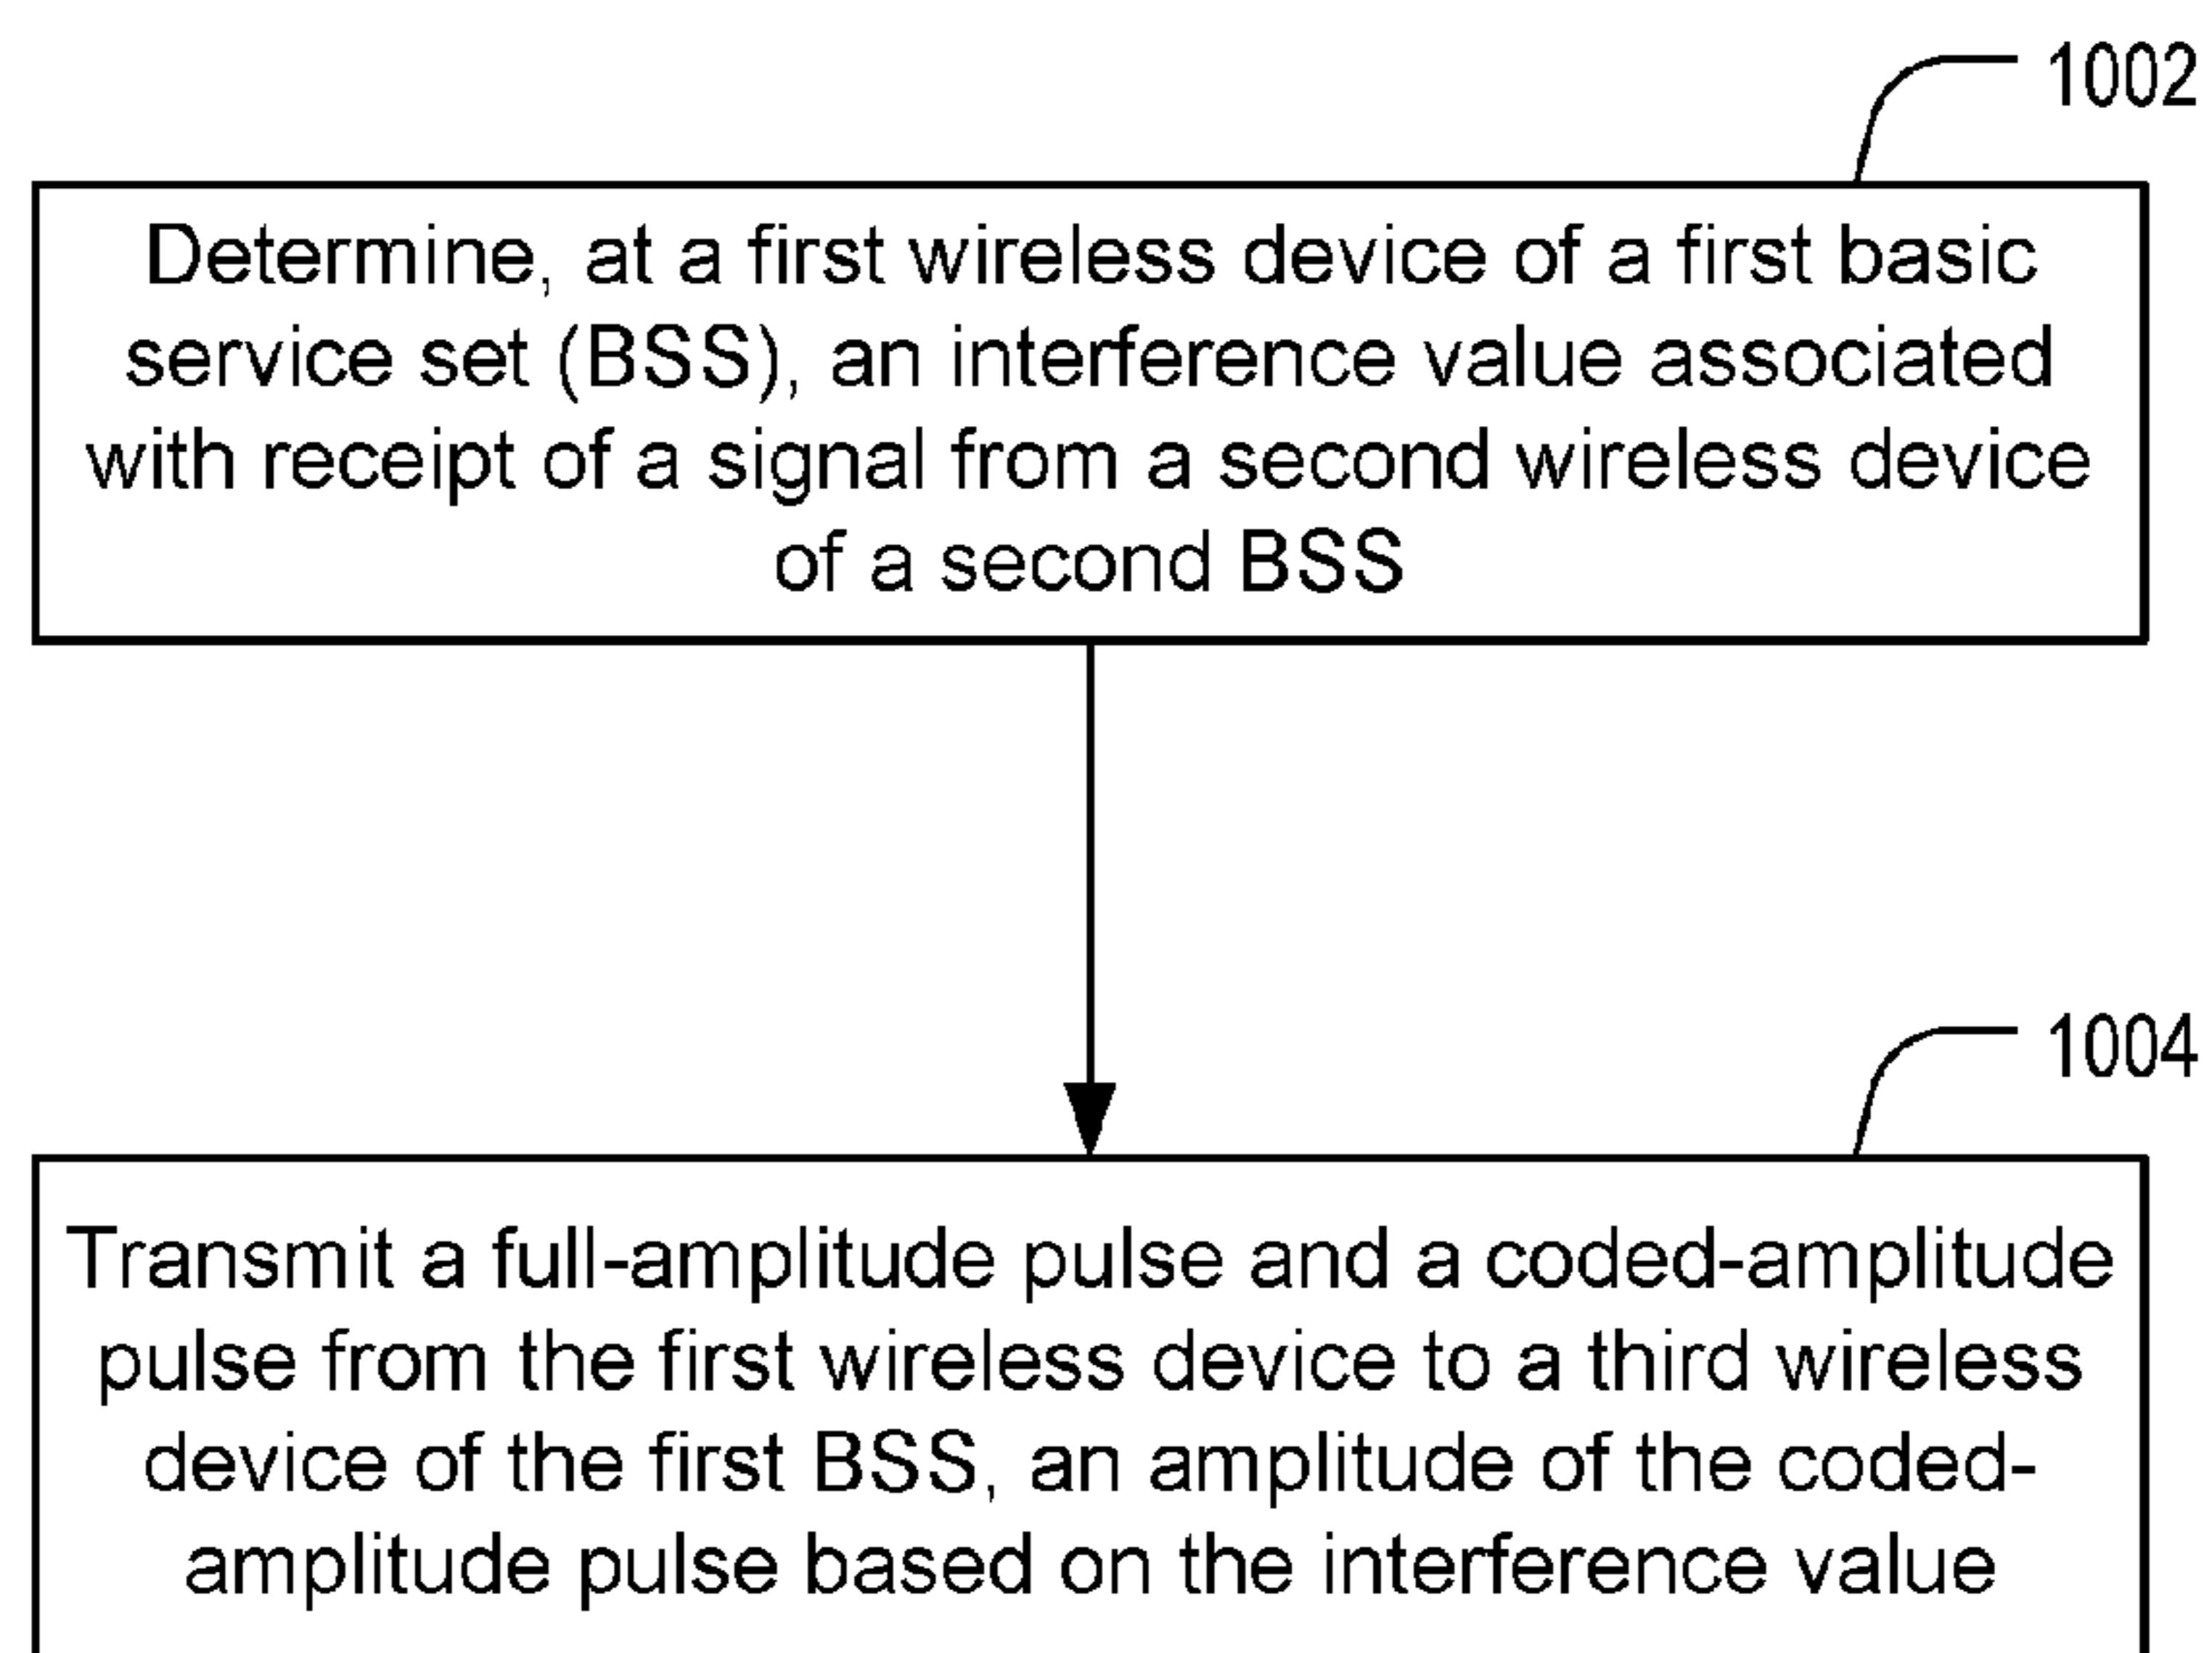 1002
Determine, at a first wireless device of a first basic
service set (BSS), an interference value associated
with receipt of a signal from a second wireless device
of a second BSS
1004
Transmit a full-amplitude pulse and a coded-amplitude
pulse from the first wireless device to a third wireless
device of the first BSS, an amplitude of the coded-
amplitude pulse based on the interference value